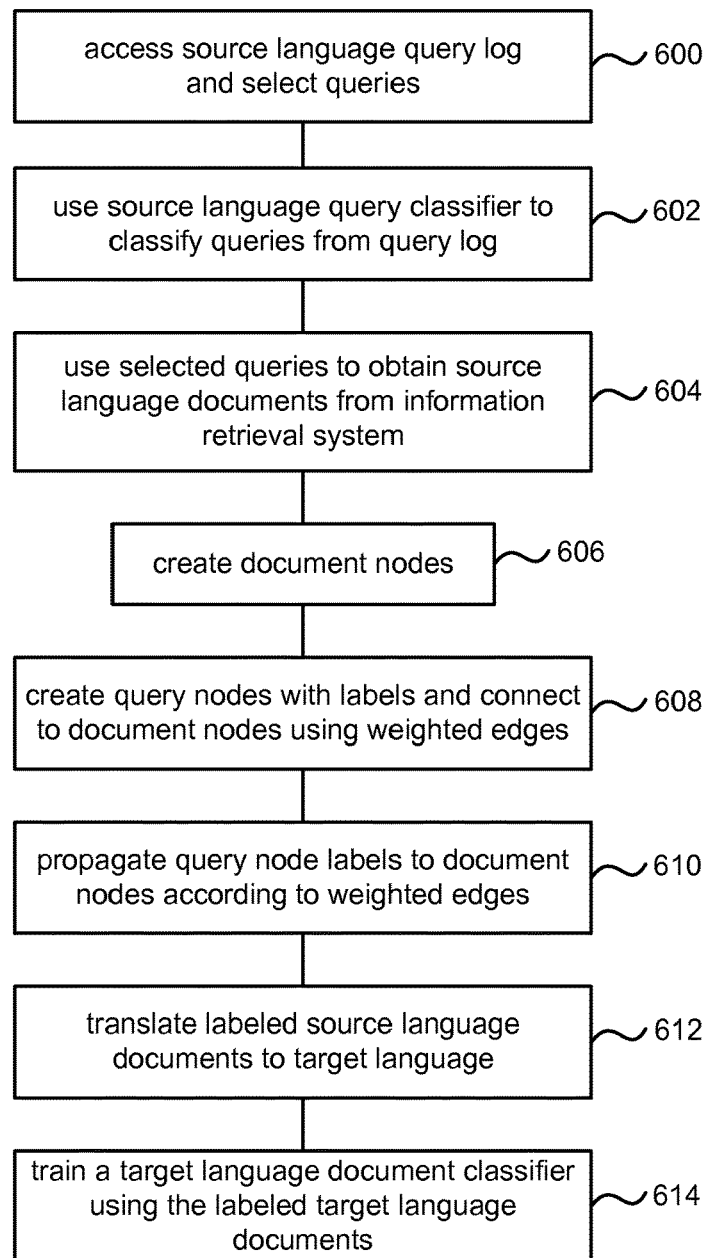 access source language query log
and select queries
600
use source language query classifier to
classify queries from query log
602
use selected queries to obtain source
language documents from information
retrieval system
604
create document nodes
606
create query nodes with labels and connect
to document nodes using weighted edges
608
propagate query node labels to document
nodes according to weighted edges
610
translate labeled source language
documents to target language
612
train a target language document classifier
using the labeled target language
documents
614